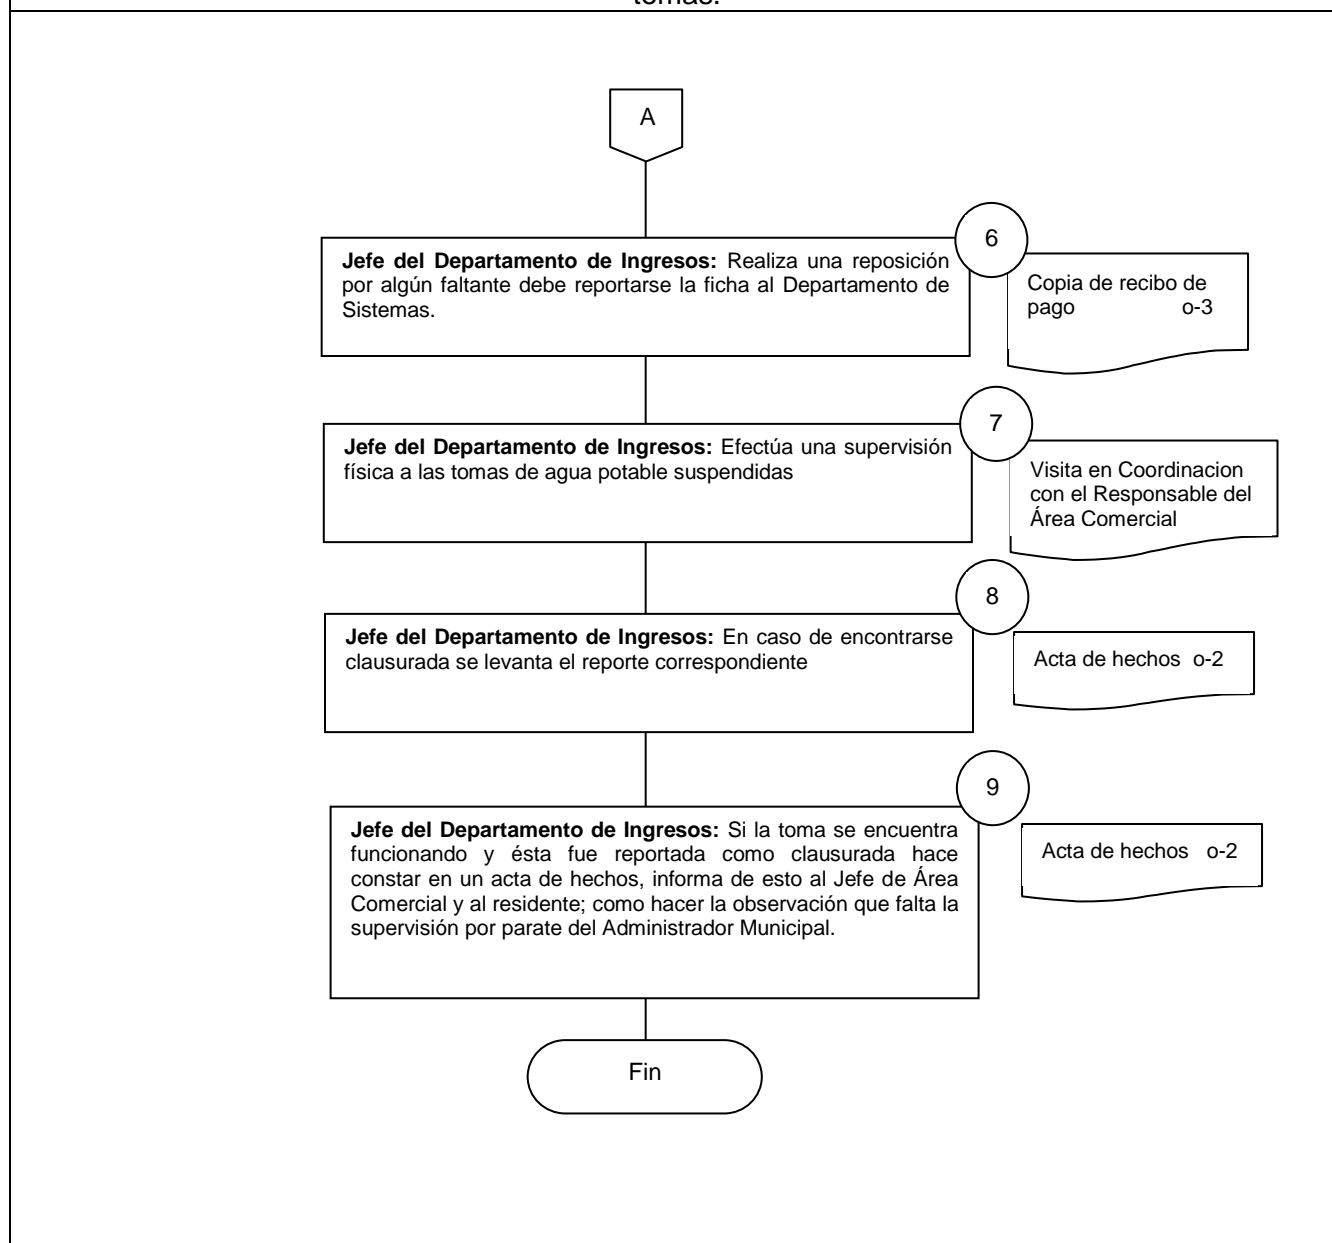 tomas.
A
6
Jefe del Departamento de Ingresos: Realiza una reposición
por algún faltante debe reportarse la ficha al Departamento de
Sistemas.
Copia de recibo de
pago o-3
7
Jefe del Departamento de Ingresos: Efectúa una supervisión
física a las tomas de agua potable suspendidas
Visita en Coordinacion
con el Responsable del
Área Comercial
8
Jefe del Departamento de Ingresos: En caso de encontrarse
clausurada se levanta el reporte correspondiente
Acta de hechos o-2
9
Jefe del Departamento de Ingresos: Si la toma se encuentra
funcionando y ésta fue reportada como clausurada hace
constar en un acta de hechos, informa de esto al Jefe de Área
Comercial y al residente; como hacer la observación que falta la
supervisión por parate del Administrador Municipal.
Acta de hechos o-2
Fin